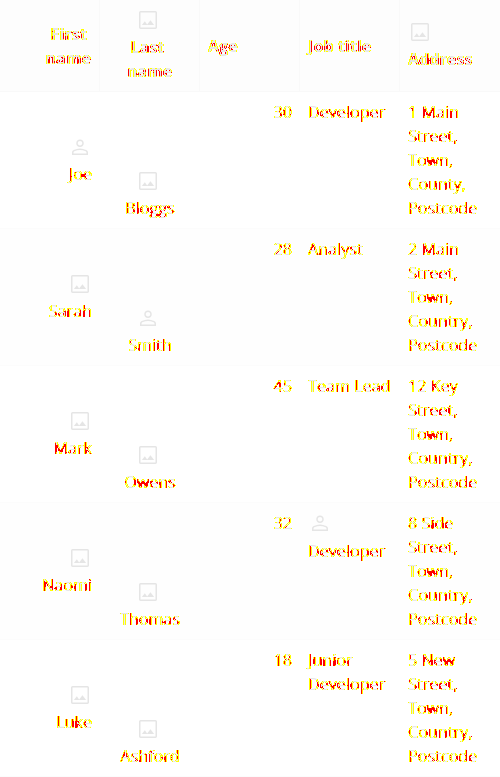 First
name
Last
name
Age
Job title
Address
Joe
Bloggs
30
Developer
1 Main
Street,
Town,
County,
Postcode
Sarah
Smith
28
Analyst
2 Main
Street,
Town,
Country,
Postcode
Mark
Owens
45
Team Lead
17 Key
Street,
Town,
Country,
Postcode
Naomi
Thomas
32
Developer
8 Side
Street,
Town,
Country,
Postcode
Luke
Ashford
18
Junior
Developer
5 New
Street,
Town,
Country,
Postcode